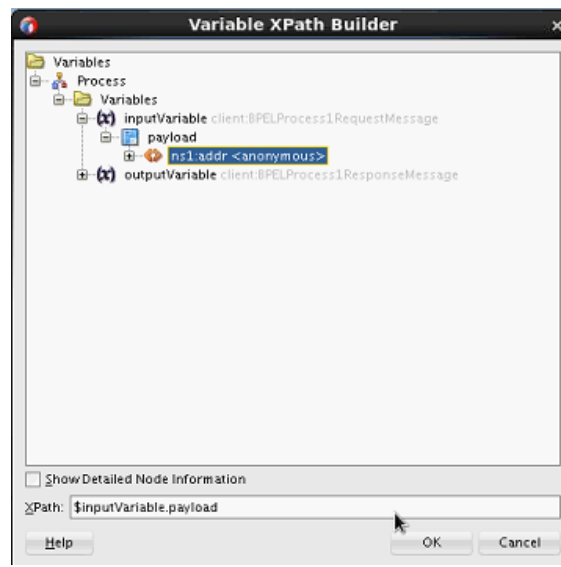 Variable XPath Builder
Variables
Process
Variables
inputVariable client:BPELProcess1RequestMessage
payload
ns1:addr <anonymous>
outputVariable client:BPELProcess1ResponseMessage
Show Detailed Node Information
XPath: $inputVariable.payload
Help OK Cancel